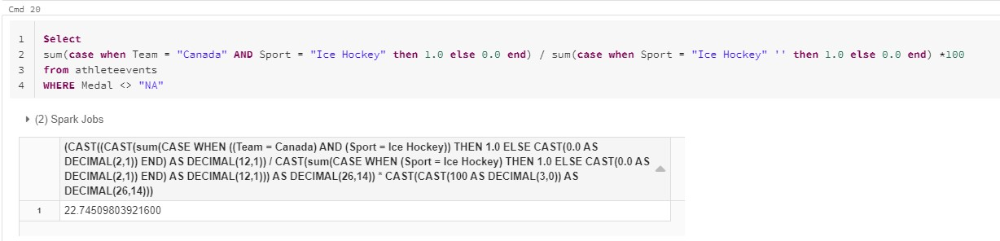 Cmd 20
1 Select
2 sum(case when Team = "Canada" AND Sport = "Ice Hockey" then 1.0 else 0.0 end) / sum(case when Sport = "Ice Hockey" '' then 1.0 else 0.0 end) *100
3 from athleteevents
4 WHERE Medal <> "NA"
(2) Spark Jobs
(CAST((CAST(sum(CASE WHEN ((Team = Canada) AND (Sport = Ice Hockey)) THEN 1.0 ELSE CAST(0.0 AS
DECIMAL(2,1)) END) AS DECIMAL(12,1)) / CAST(sum(CASE WHEN (Sport = Ice Hockey) THEN 1.0 ELSE CAST(0.0 AS
DECIMAL(2,1)) END) AS DECIMAL(12,1))) AS DECIMAL(26,14)) * CAST(CAST(100 AS DECIMAL(3,0)) AS
DECIMAL(26,14)))
1 22.74509803921600